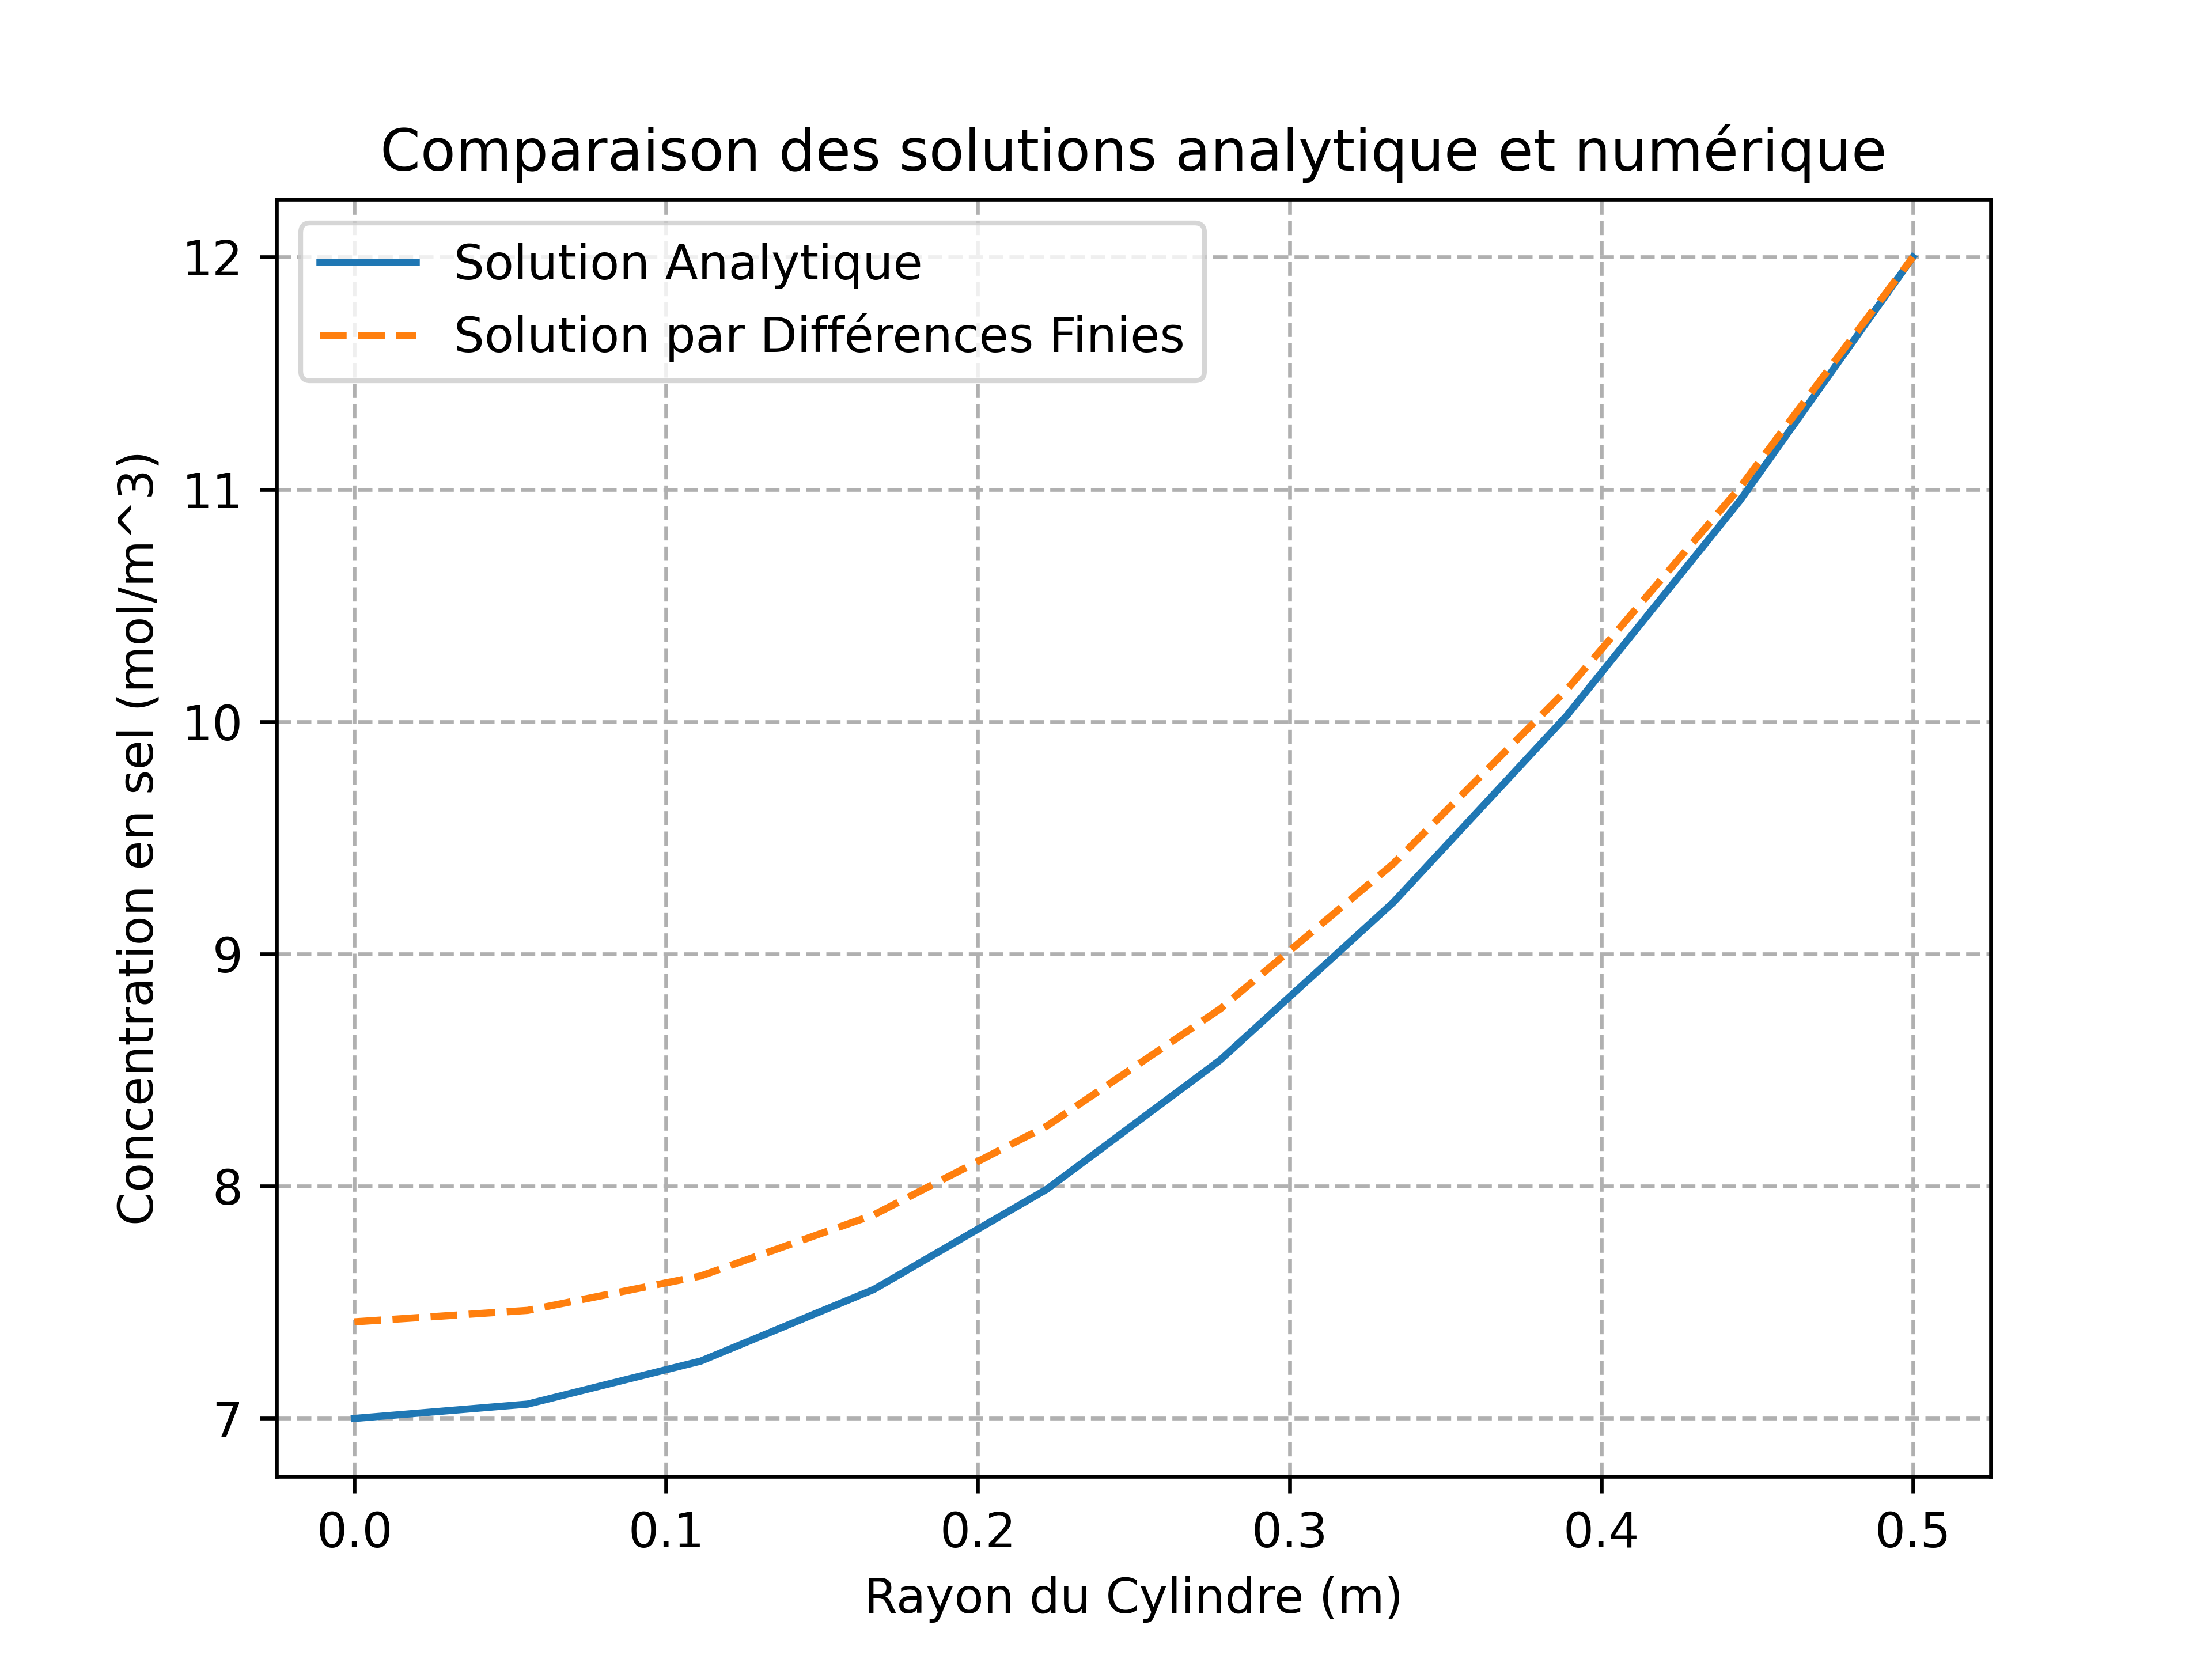 Comparaison des solutions analytique et numérique
Solution Analytique
Solution par Différences Finies
Concentration en sel (mol/m^3)
12
11
10
9
8
7
0.0 0.1 0.2 0.3 0.4 0.5
Rayon du Cylindre (m)